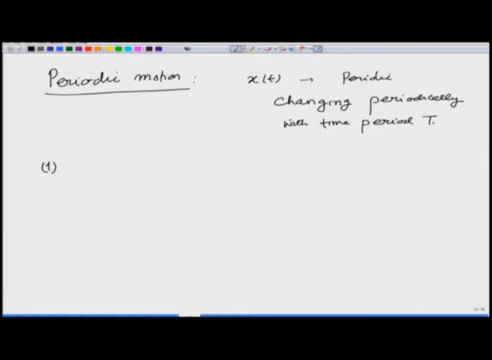 Periodic motion :
x(t) → Periodic
Changing periodically
with time period T.
(1)